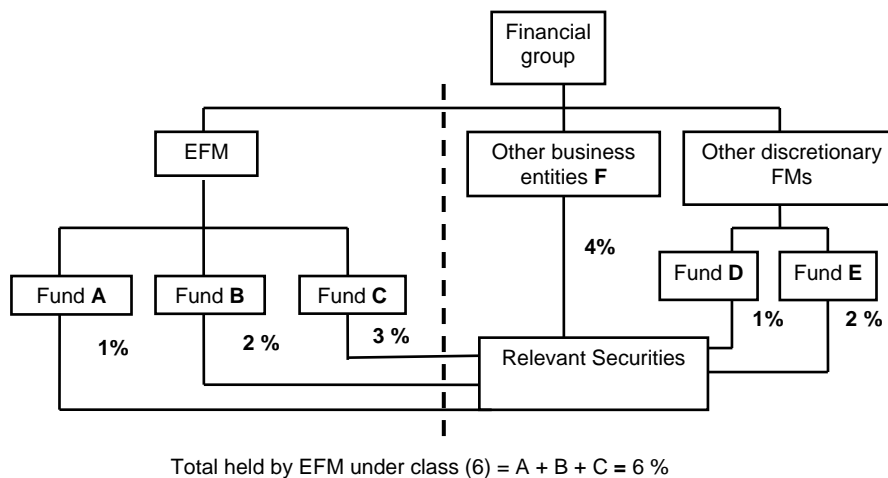 Financial
group
EFM
Other business
entities F
Other discretionary
FMs
4%
Fund A
Fund B
Fund C
Fund D
Fund E
1%
2 %
3 %
1%
2 %
Relevant Securities
Total held by EFM under class (6) = A + B + C = 6 %